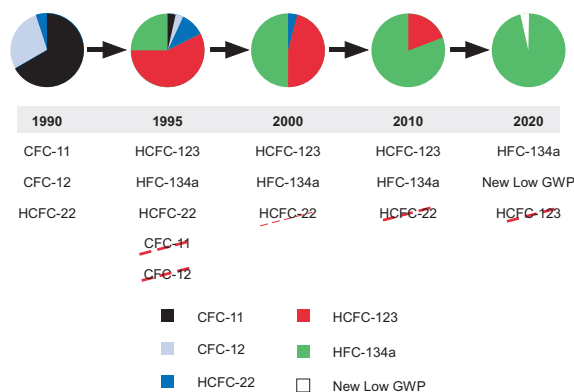 1990 1995 2000 2010 2020
CFC-11 HCFC-123 HCFC-123 HCFC-123 HFC-134a
CFC-12 HFC-134a HFC-134a HFC-134a New Low GWP
HCFC-22 HCFC-22 HCFC-22 HCFC-22 HCFC-123
CFC-11
CFC-12
CFC-11 HCFC-123
CFC-12 HFC-134a
HCFC-22 New Low GWP